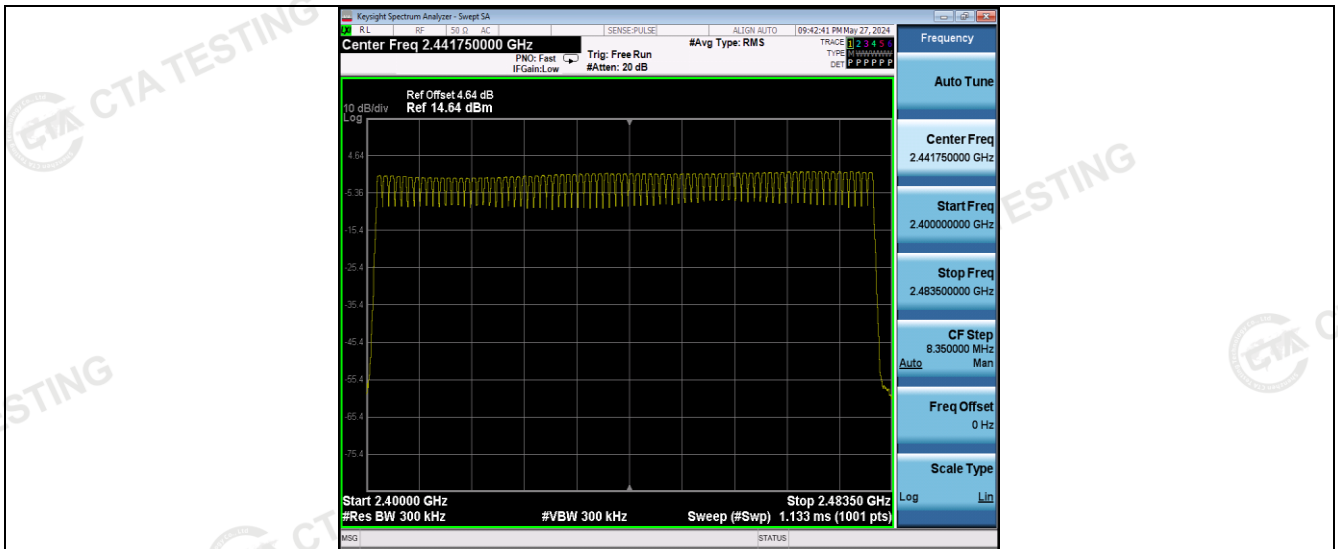 CTA TESTING
Keysight Spectrum Analyzer - Swept SA
RL RF 50 Ω AC SENSE:PULSE ALIGN AUTO 09:42:41 PM May 27, 2024
Center Freq 2.441750000 GHz
PNO: Fast
IFGain:Low
Trig: Free Run
#Atten: 20 dB
#Avg Type: RMS
TRACE 1 2 3 4 5 6
TYPE M
DET P P P P P P
Ref Offset 4.64 dB
10 dB/div Ref 14.64 dBm
Log
4.64
-5.36
-15.4
-25.4
-35.4
-45.4
-55.4
-65.4
-75.4
Start 2.40000 GHz
Stop 2.48350 GHz
#Res BW 300 kHz
#VBW 300 kHz
Sweep (#Swp) 1.133 ms (1001 pts)
MSG
STATUS
Frequency
Auto Tune
Center Freq
2.441750000 GHz
Start Freq
2.400000000 GHz
Stop Freq
2.483500000 GHz
CF Step
8.350000 MHz
Auto Man
Freq Offset
0 Hz
Scale Type
Log Lin
ESTING
STING
CT
CTA
C